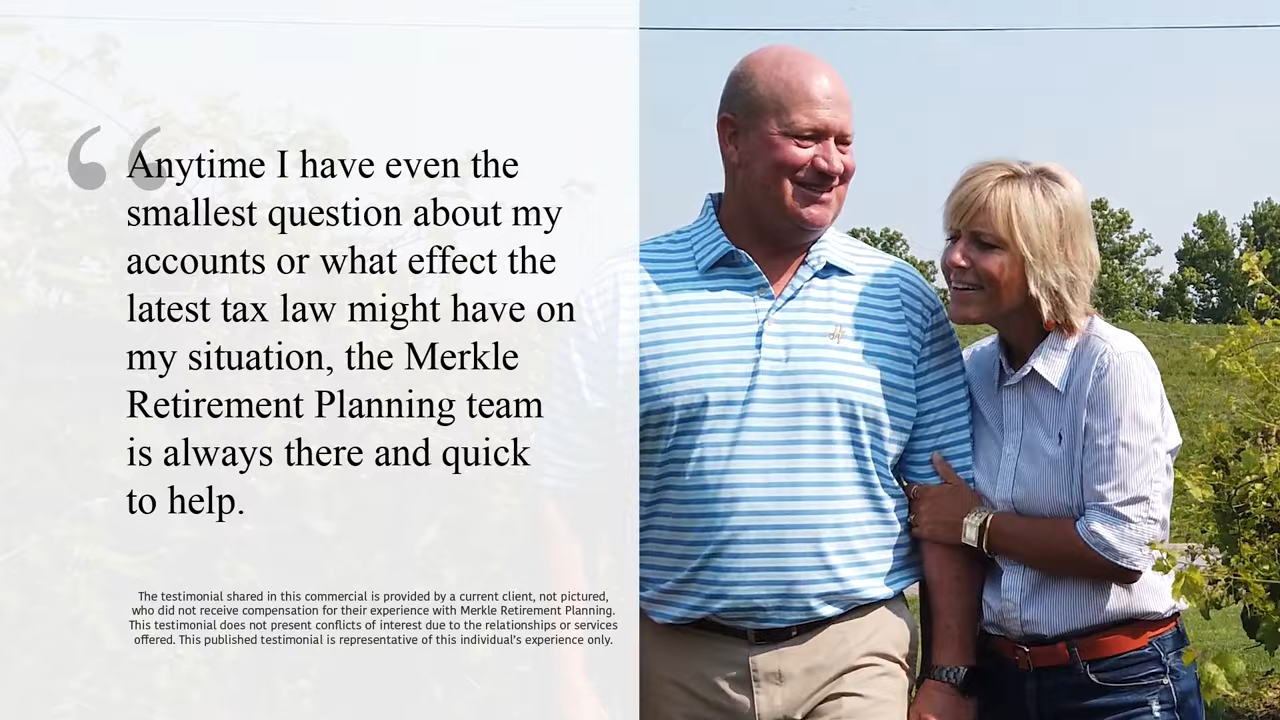 “
Anytime I have even the
smallest question about my
accounts or what effect the
latest tax law might have on
my situation, the Merkle
Retirement Planning team
is always there and quick
to help.
The testimonial shared in this commercial is provided by a current client, not pictured,
who did not receive compensation for their experience with Merkle Retirement Planning.
This testimonial does not present conflicts of interest due to the relationships or services
offered. This published testimonial is representative of this individual's experience only.